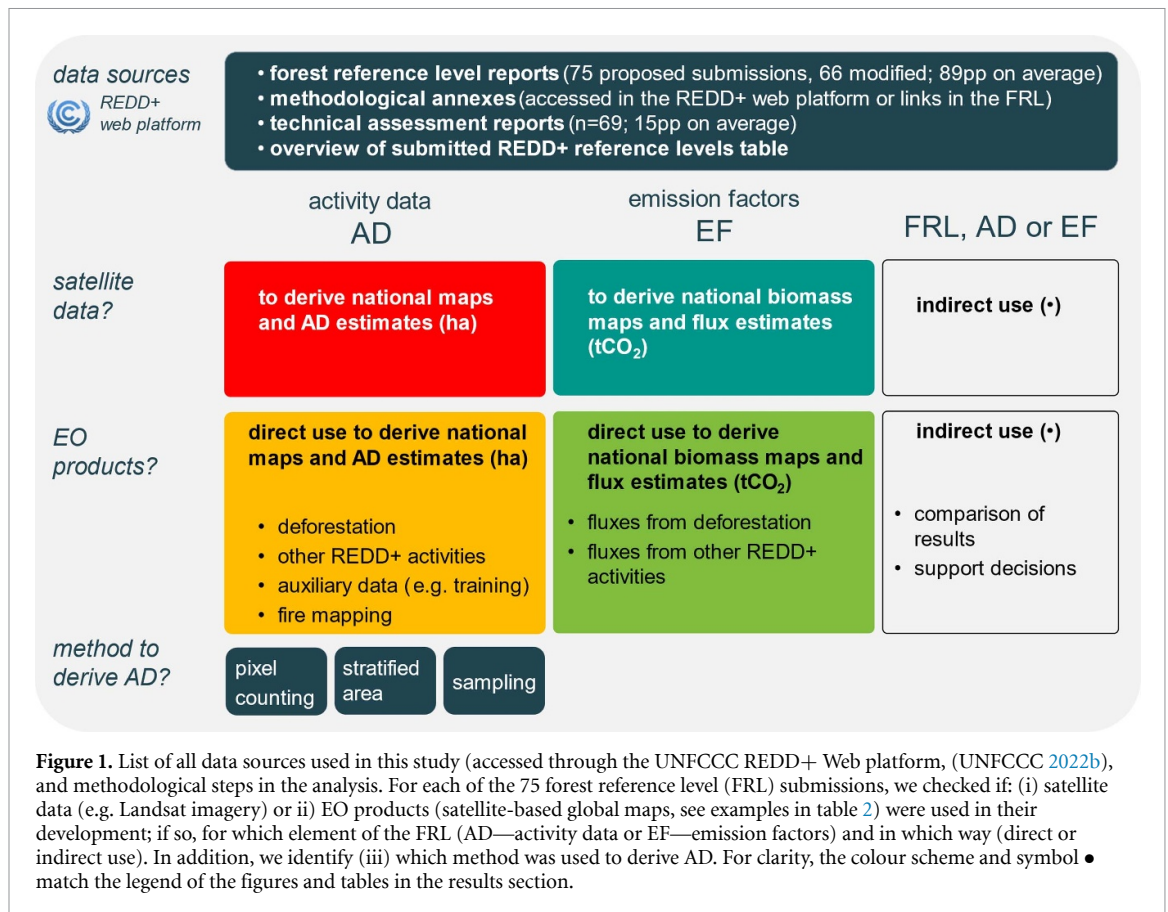 data sources
REDD+
web platform
• forest reference level reports (75 proposed submissions, 66 modified; 89pp on average)
• methodological annexes (accessed in the REDD+ web platform or links in the FRL)
• technical assessment reports (n=69; 15pp on average)
• overview of submitted REDD+ reference levels table
activity data
AD
emission factors
EF
FRL, AD or EF
satellite
data?
to derive national maps
and AD estimates (ha)
to derive national biomass
maps and flux estimates
(tCO₂)
indirect use (•)
EO
products?
direct use to derive national
maps and AD estimates (ha)
• deforestation
• other REDD+ activities
• auxiliary data (e.g. training)
• fire mapping
direct use to derive
national biomass maps and
flux estimates (tCO₂)
• fluxes from deforestation
• fluxes from other REDD+
activities
indirect use (•)
• comparison of
results
• support decisions
method to
derive AD?
pixel
counting
stratified
area
sampling
Figure 1. List of all data sources used in this study (accessed through the UNFCCC REDD+ Web platform, (UNFCCC 2022b),
and methodological steps in the analysis. For each of the 75 forest reference level (FRL) submissions, we checked if: (i) satellite
data (e.g. Landsat imagery) or ii) EO products (satellite-based global maps, see examples in table 2) were used in their
development; if so, for which element of the FRL (AD—activity data or EF—emission factors) and in which way (direct or
indirect use). In addition, we identify (iii) which method was used to derive AD. For clarity, the colour scheme and symbol •
match the legend of the figures and tables in the results section.